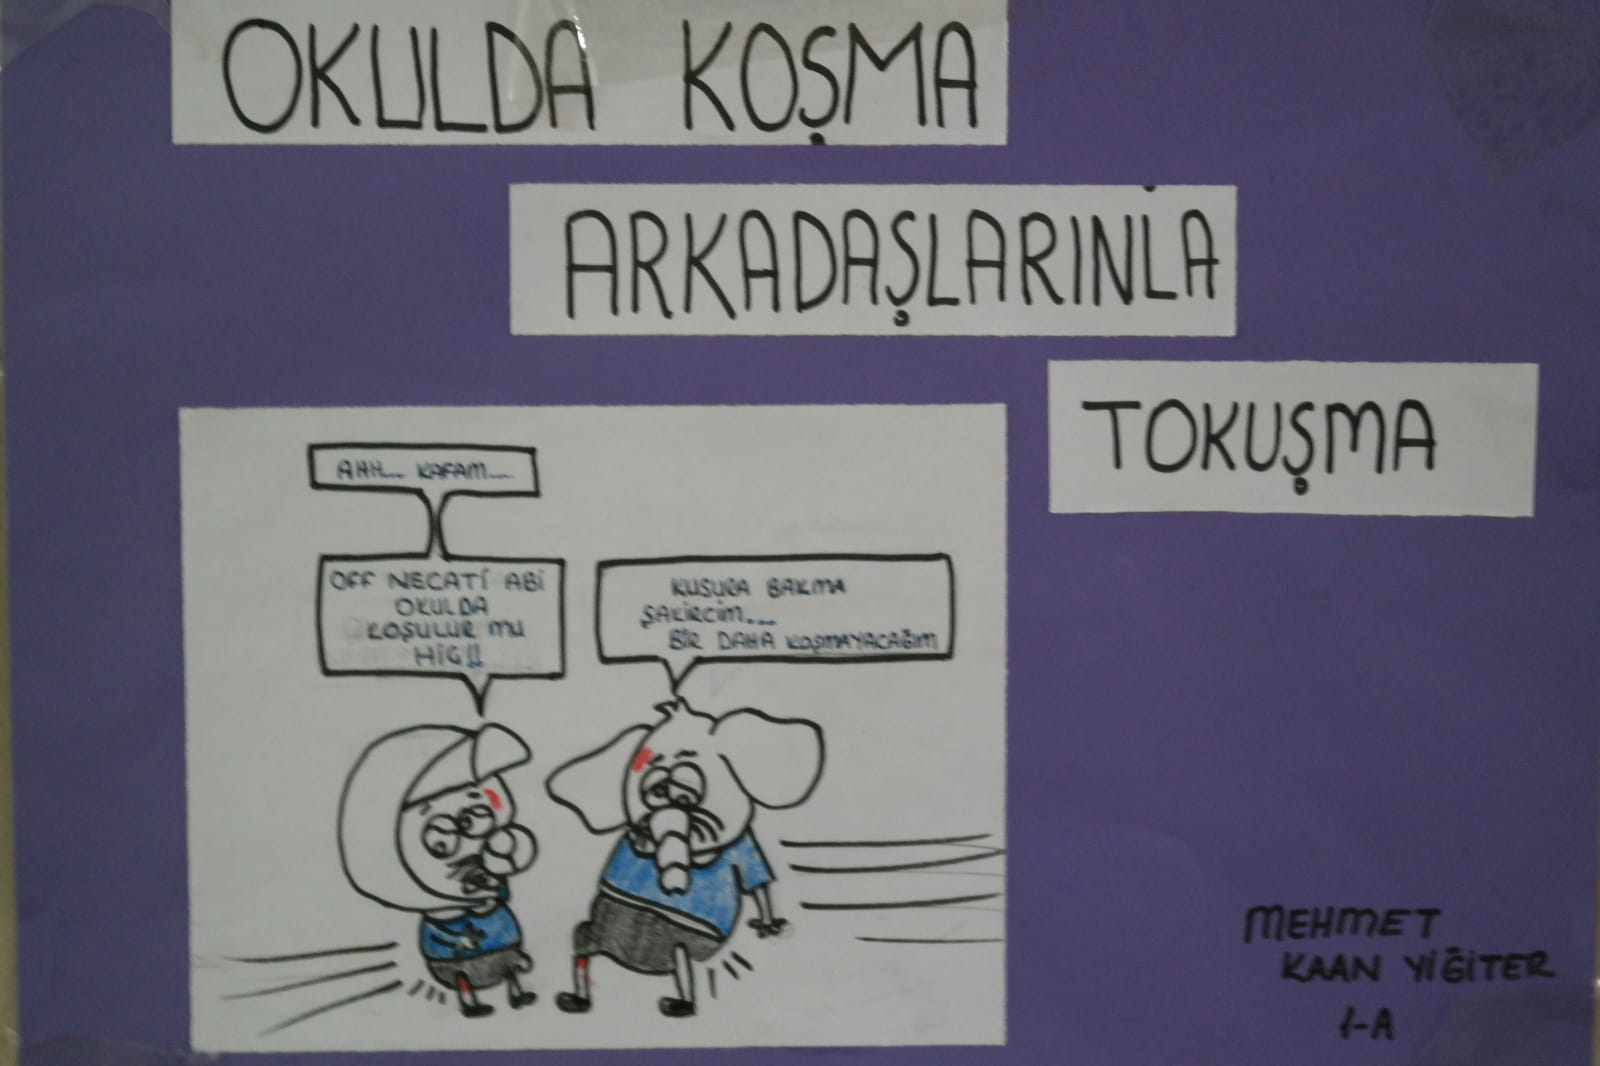 OKULDA KOŞMA
ARKADAŞLARINLA
TOKUŞMA
AHH... KAFAM...
OFF NECATİ ABİ
OKULDA
KOŞULUR MU
HİÇ!!
KUSURA BAKMA
ŞAKİRCİM...
BİR DAHA KOŞMAYACAĞIM
MEHMET
KAAN YİĞİTER
1-A